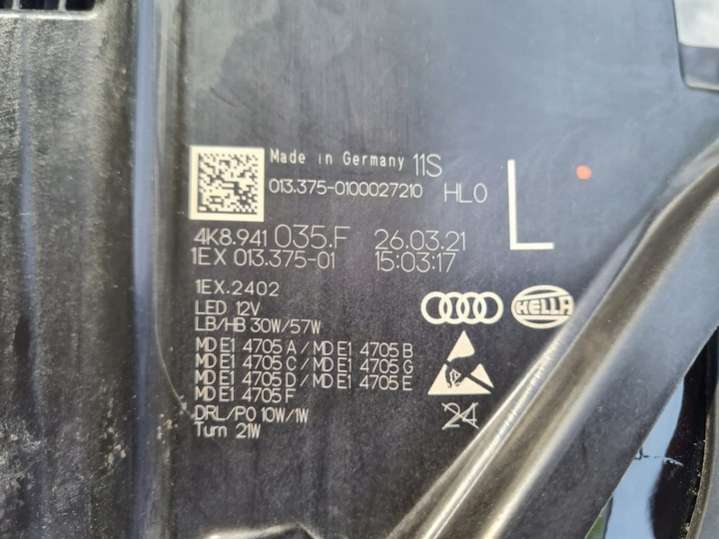 Made in Germany 11S
013.375-0100027210 HL0
L
4K8.941 035.F 26.03.21
1EX 013.375-01 15:03:17
1EX.2402
LED 12V
LB/HB 30W/57W
HELLA
MD E1 4705 A / MD E1 4705 B
MD E1 4705 C / MD E1 4705 G
MD E1 4705 D / MD E1 4705 E
MD E1 4705 F
24
DRL/PO 10W/1W
Turn 21W